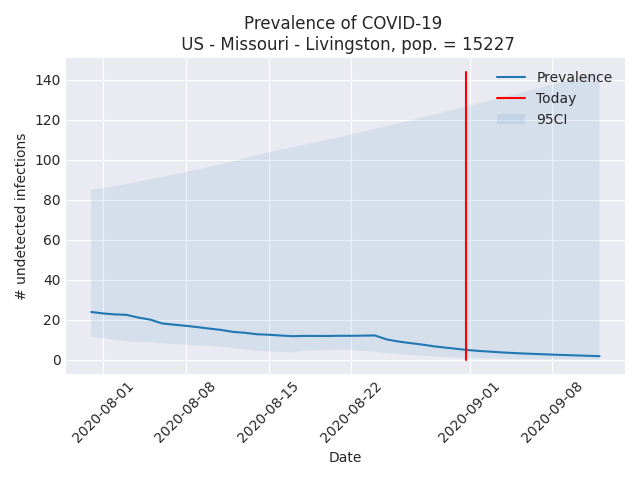 Prevalence of COVID-19
US - Missouri - Livingston, pop. = 15227
# undetected infections
140
120
100
80
60
40
20
0
Prevalence
Today
95CI
2020-08-01
2020-08-08
2020-08-15
2020-08-22
2020-09-01
2020-09-08
Date